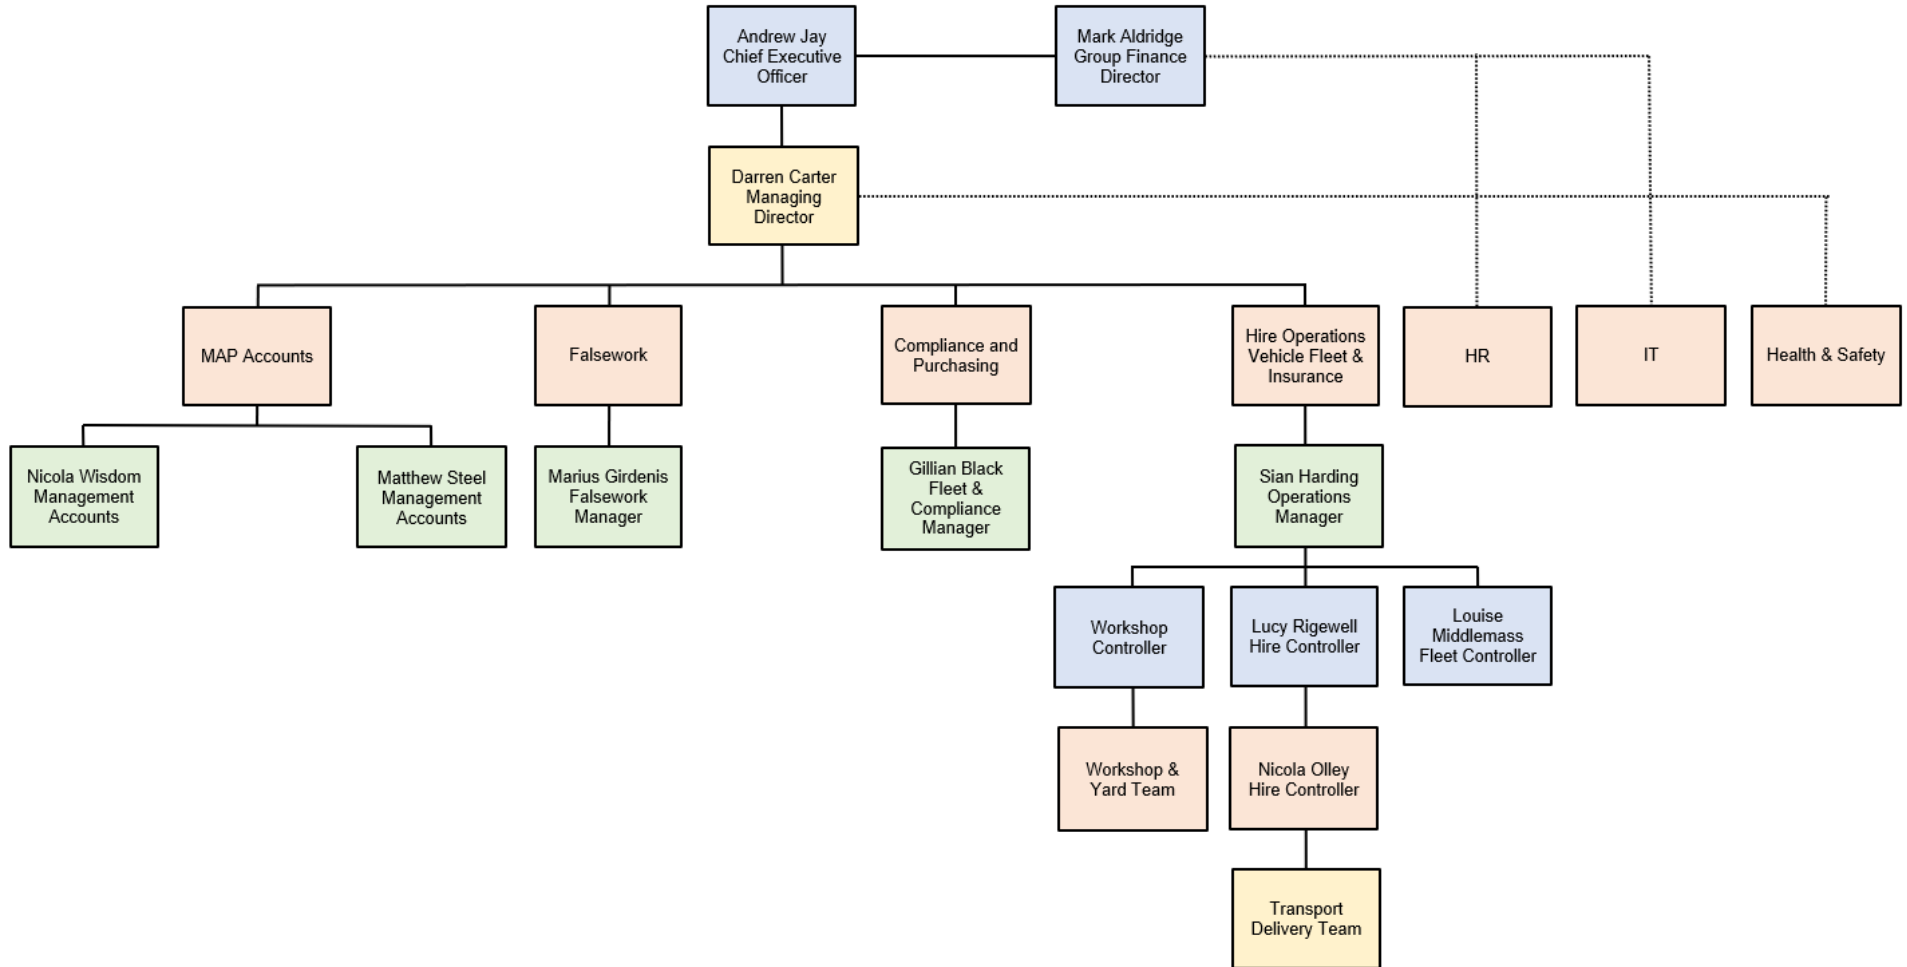 Andrew Jay
Chief Executive
Officer
Mark Aldridge
Group Finance
Director
Darren Carter
Managing
Director
MAP Accounts
Falsework
Compliance and
Purchasing
Hire Operations
Vehicle Fleet &
Insurance
HR
IT
Health & Safety
Nicola Wisdom
Management
Accounts
Matthew Steel
Management
Accounts
Marius Girdenis
Falsework
Manager
Gillian Black
Fleet &
Compliance
Manager
Sian Harding
Operations
Manager
Workshop
Controller
Lucy Rigewell
Hire Controller
Louise
Middlemass
Fleet Controller
Workshop &
Yard Team
Nicola Olley
Hire Controller
Transport
Delivery Team